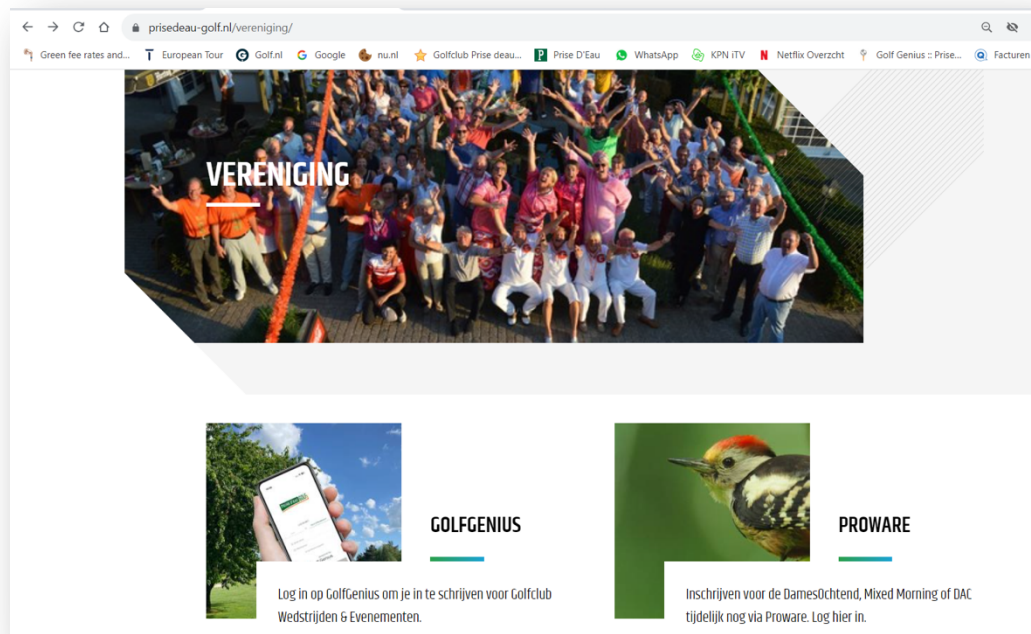 prisedeau-golf.nl/vereniging/
Green fee rates and... European Tour Golf.nl Google nu.nl Golfclub Prise deau... Prise D'Eau WhatsApp KPN iTV Netflix Overzcht Golf Genius :: Prise... Facturen
VERENIGING
GOLFGENIUS
Log in op GolfGenius om je in te schrijven voor Golfclub
Wedstrijden & Evenementen.
PROWARE
Inschrijven voor de DamesOchtend, Mixed Morning of DAC
tijdelijk nog via Proware. Log hier in.